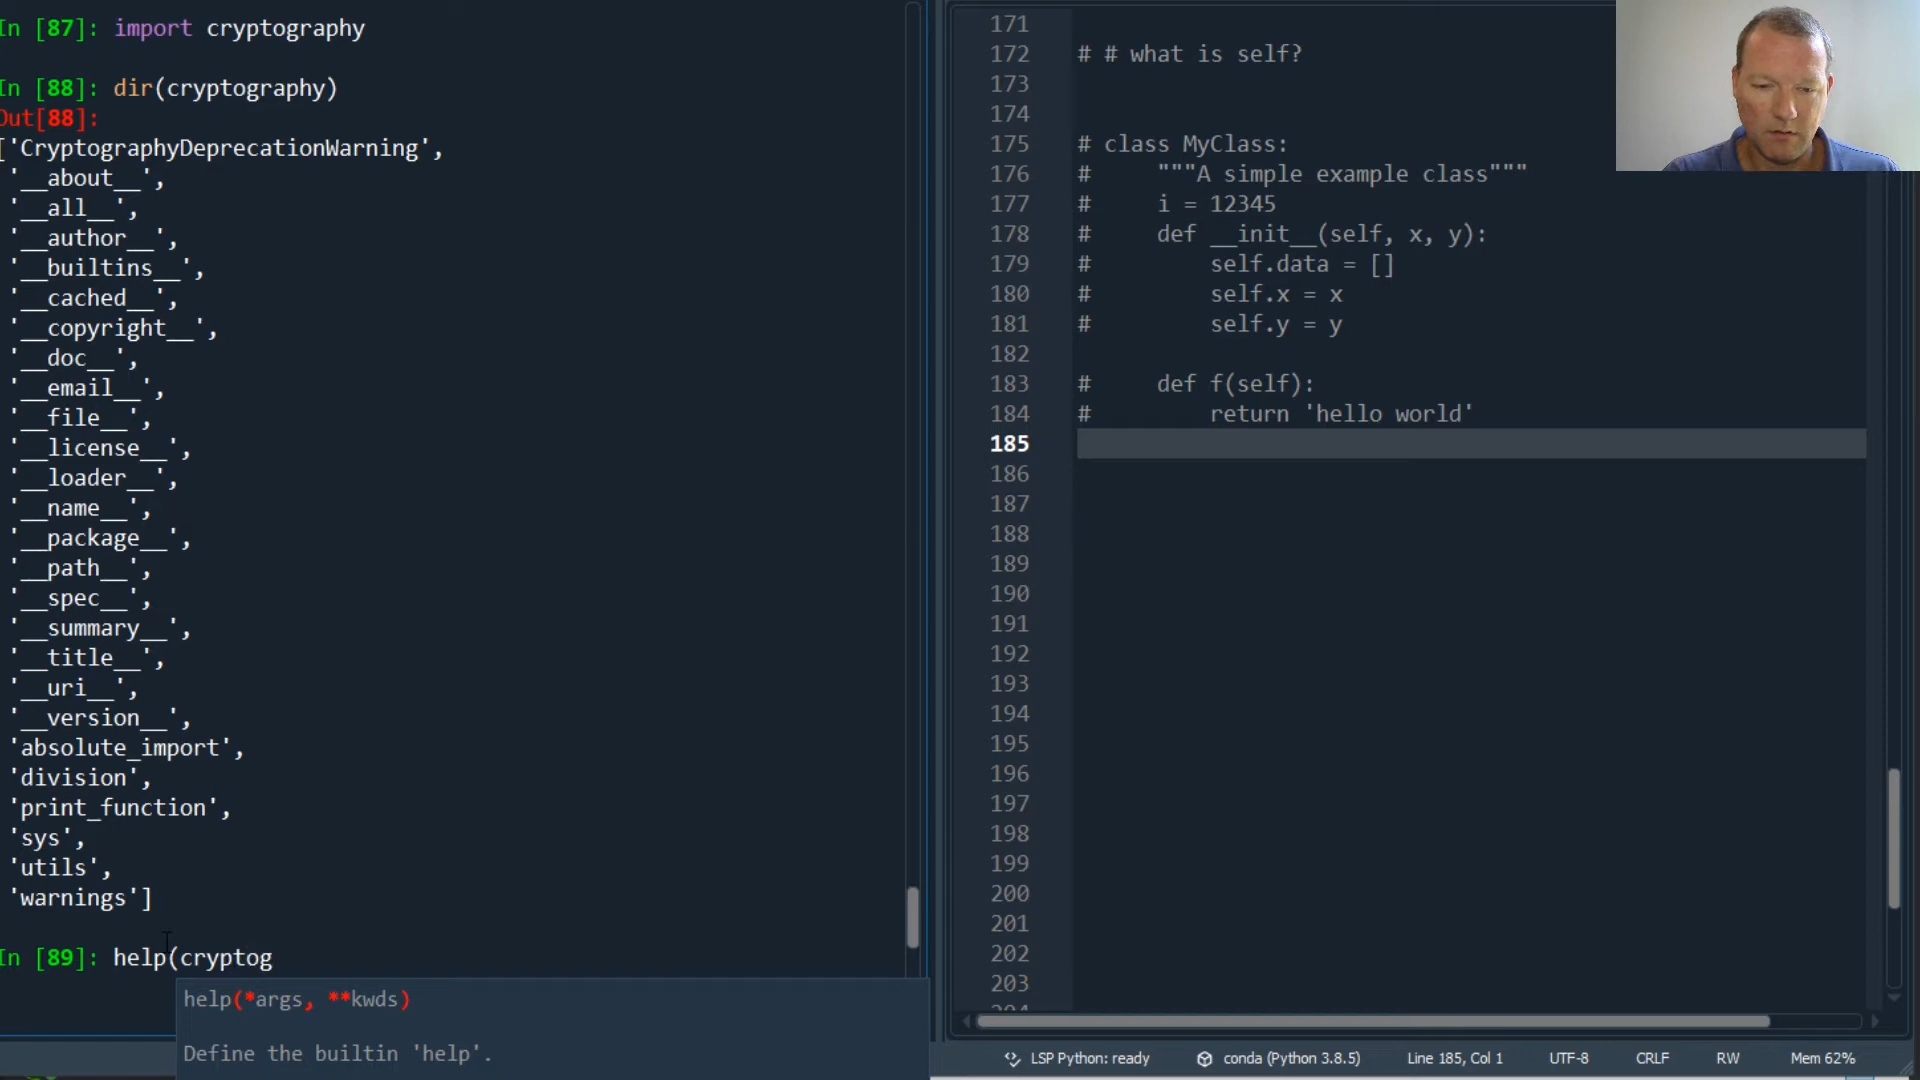 In [87]: import cryptography
In [88]: dir(cryptography)
Out[88]:
['CryptographyDeprecationWarning',
'__about__',
'__all__',
'__author__',
'__builtins__',
'__cached__',
'__copyright__',
'__doc__',
'__email__',
'__file__',
'__license__',
'__loader__',
'__name__',
'__package__',
'__path__',
'__spec__',
'__summary__',
'__title__',
'__uri__',
'__version__',
'absolute_import',
'division',
'print_function',
'sys',
'utils',
'warnings']
In [89]: help(cryptog
help(*args, **kwds)
Define the builtin 'help'.
171
172 # # what is self?
173
174
175 # class MyClass:
176 #     """A simple example class"""
177 #     i = 12345
178 #     def __init__(self, x, y):
179 #         self.data = []
180 #         self.x = x
181 #         self.y = y
182
183 #     def f(self):
184 #         return 'hello world'
185
186
187
188
189
190
191
192
193
194
195
196
197
198
199
200
201
202
203
204
LSP Python: ready conda (Python 3.8.5) Line 185, Col 1 UTF-8 CRLF RW Mem 62%